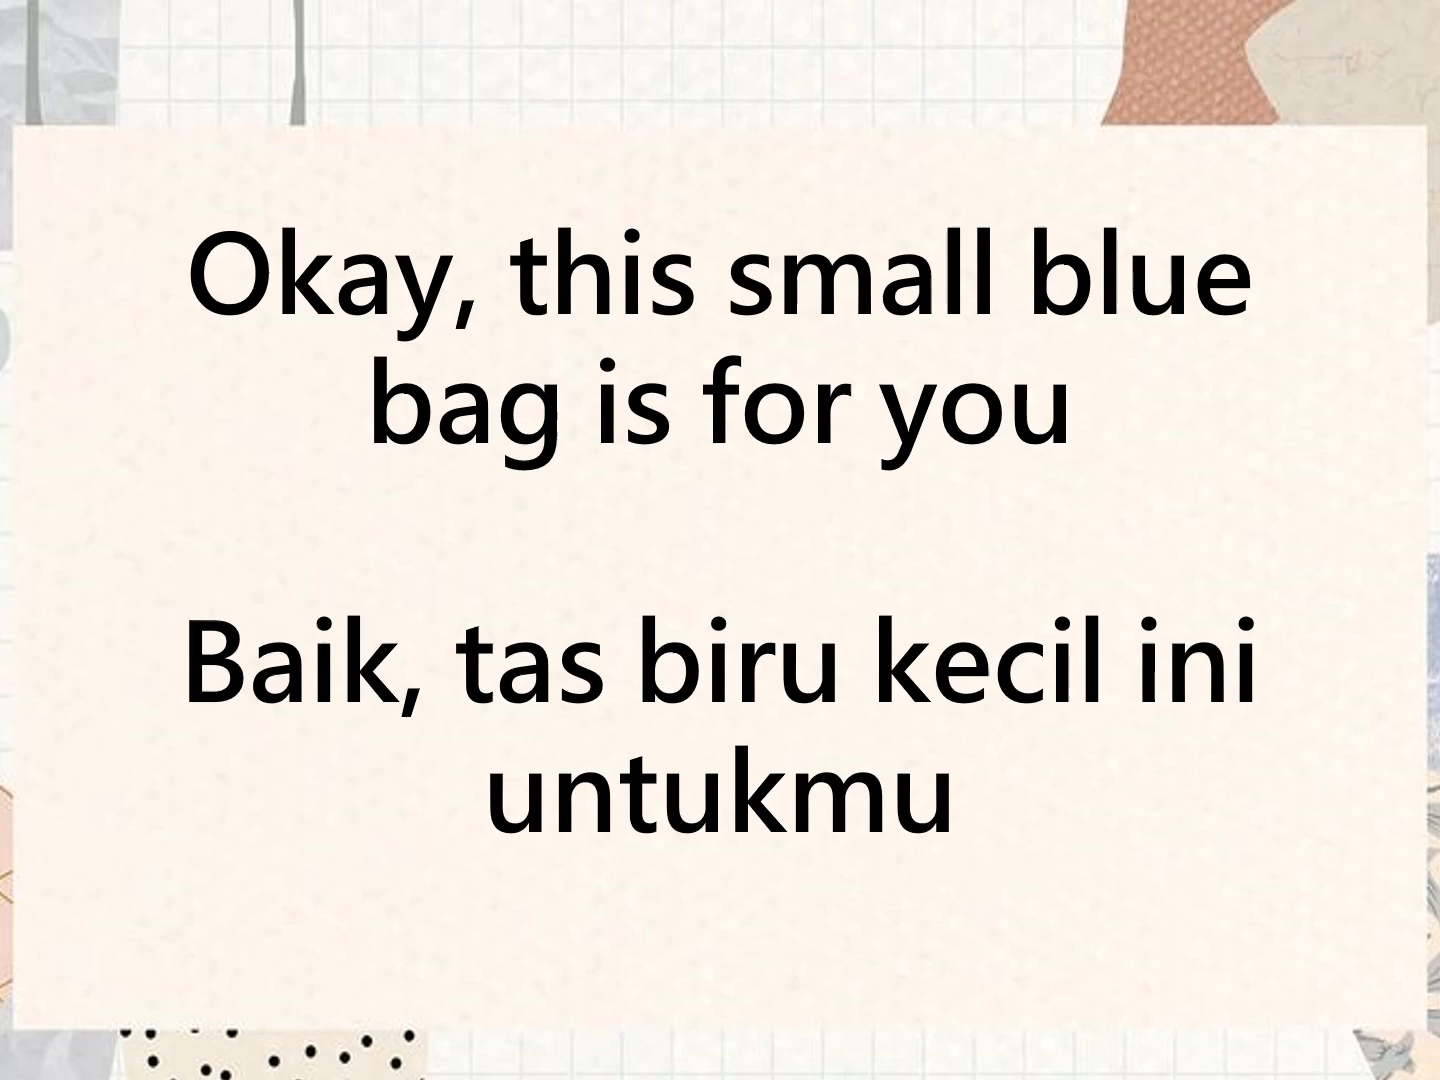 Okay, this small blue
bag is for you
Baik, tas biru kecil ini
untukmu